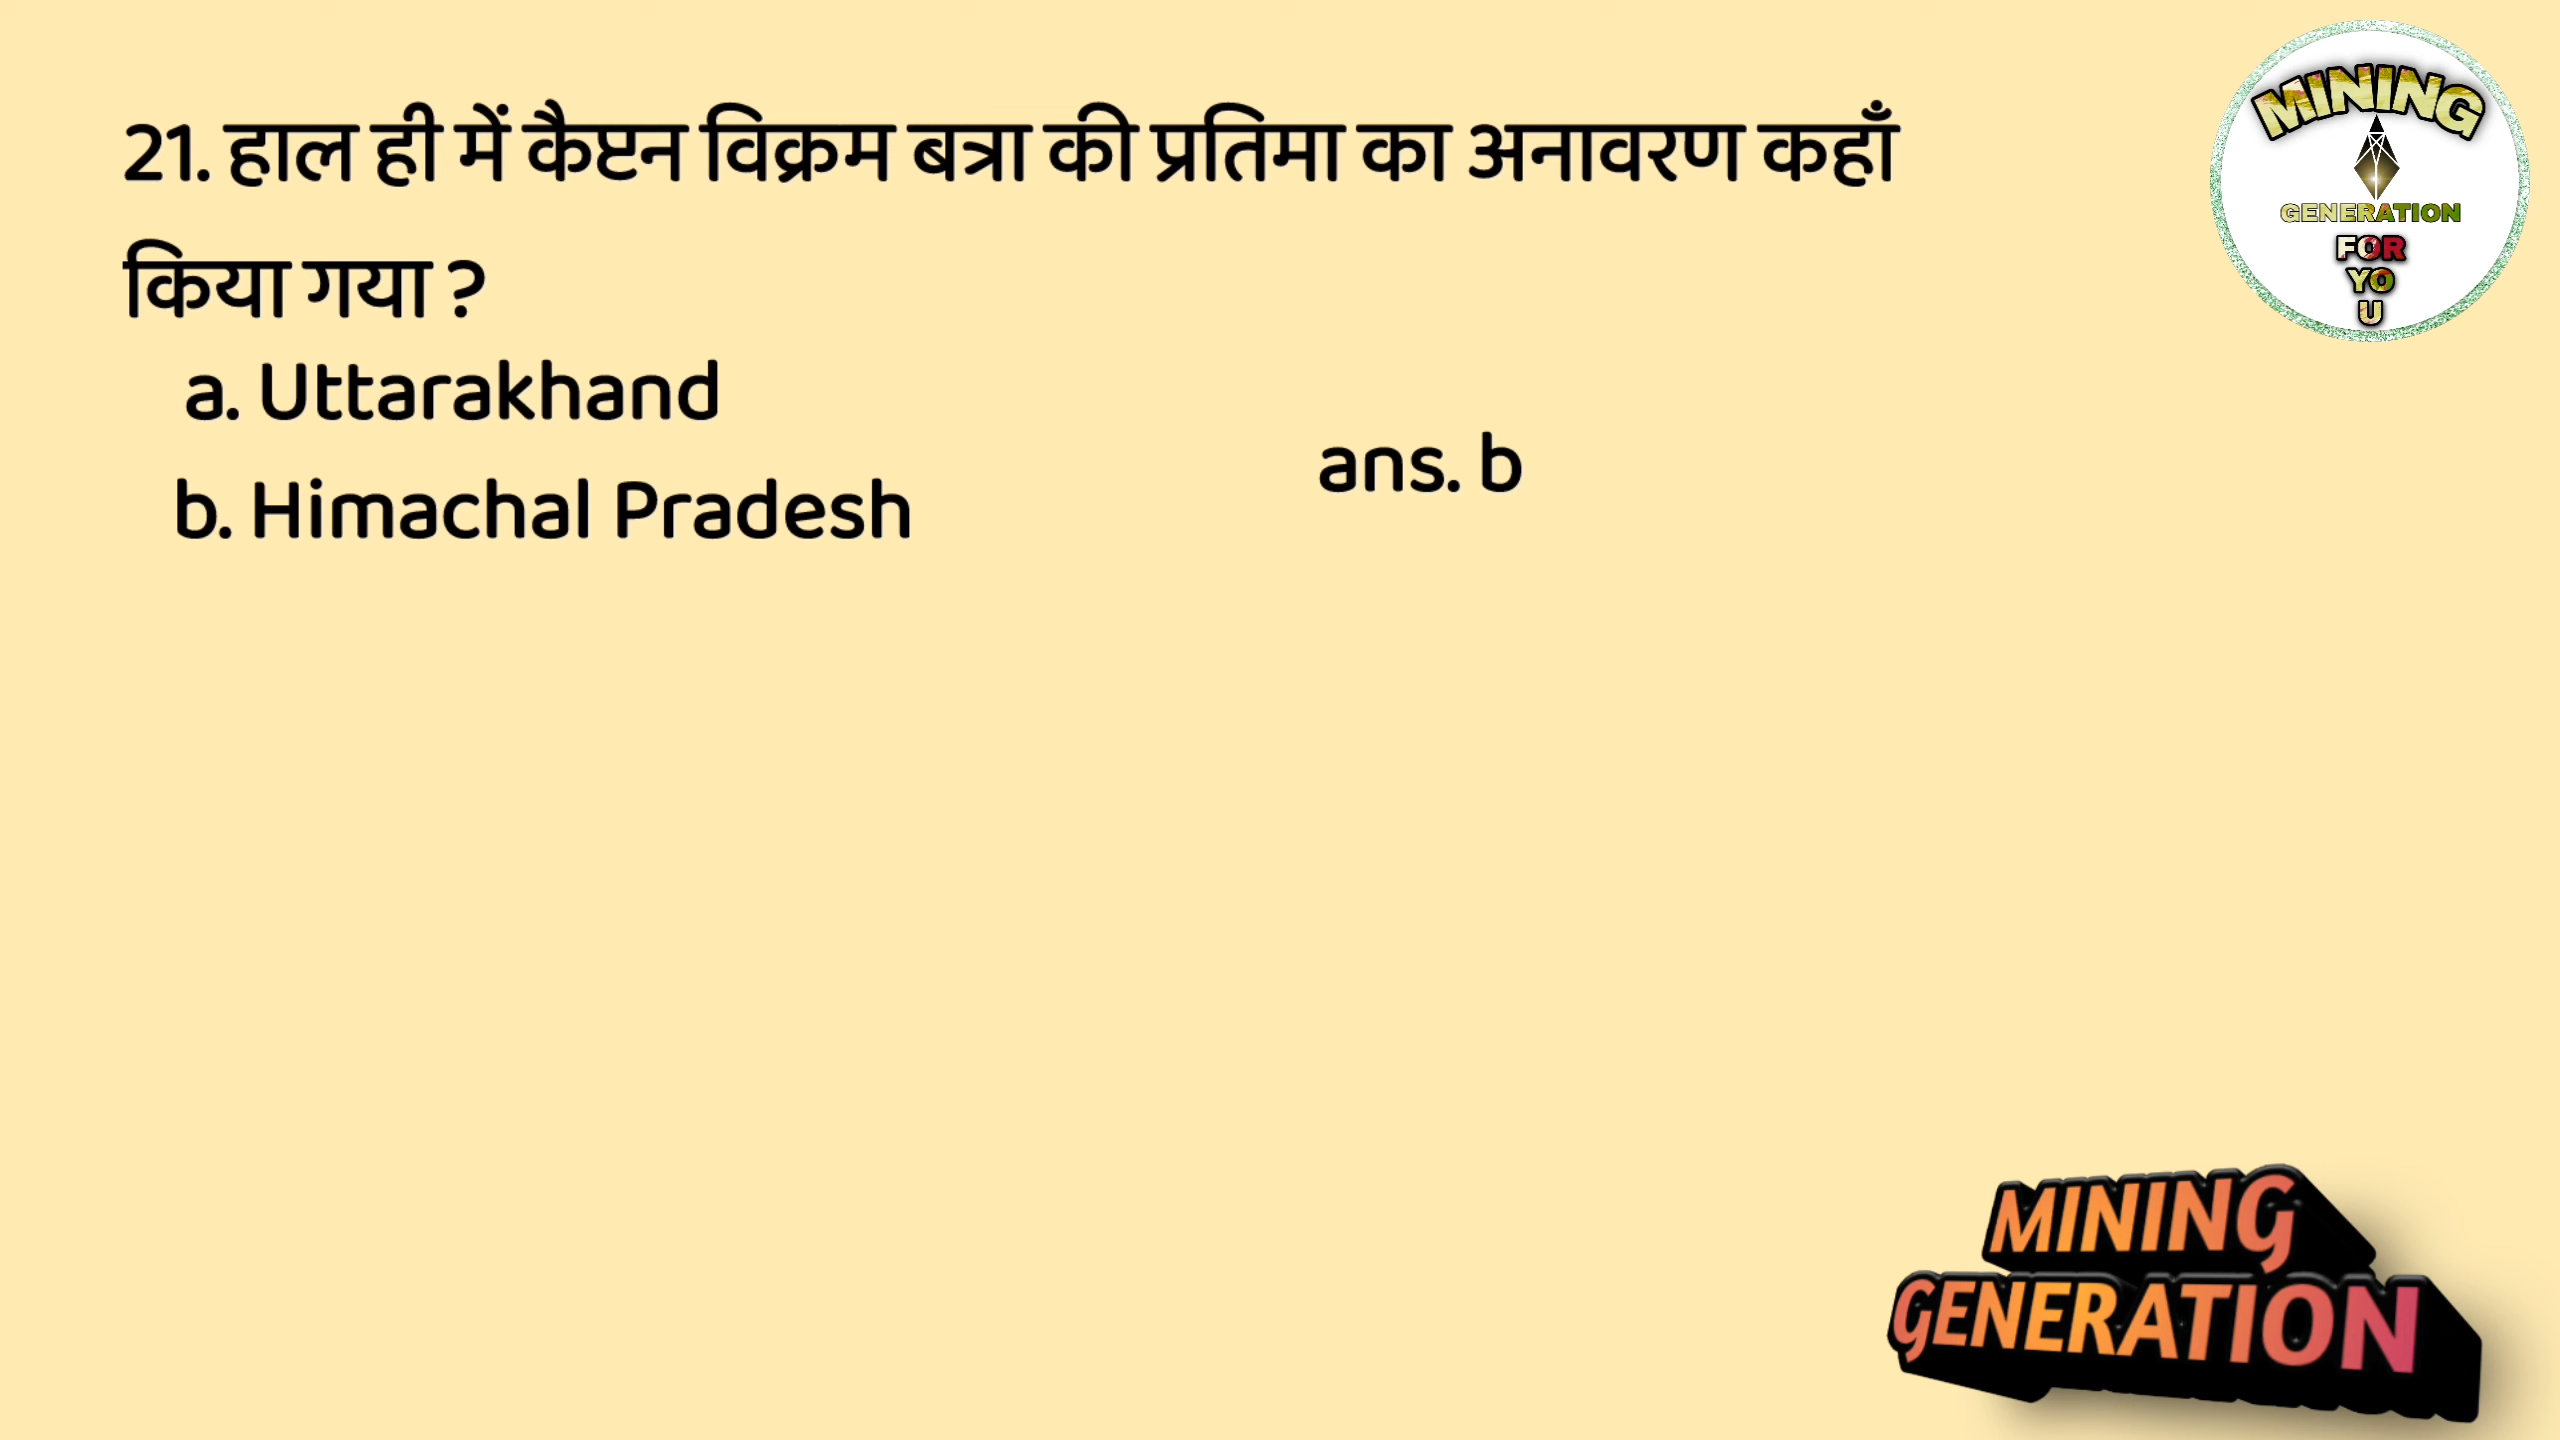 21. हाल ही में कैप्टन विक्रम बत्रा की प्रतिमा का अनावरण कहाँ
किया गया ?
a. Uttarakhand
b. Himachal Pradesh
ans. b
MINING
GENERATION
FOR
YO
U
MINING
GENERATION